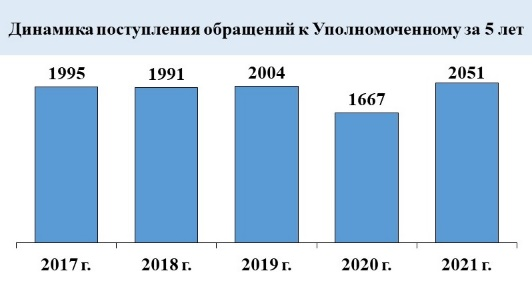 Динамика поступления обращений к Уполномоченному за 5 лет
1995 1991 2004 1667 2051
2017 г. 2018 г. 2019 г. 2020 г. 2021 г.